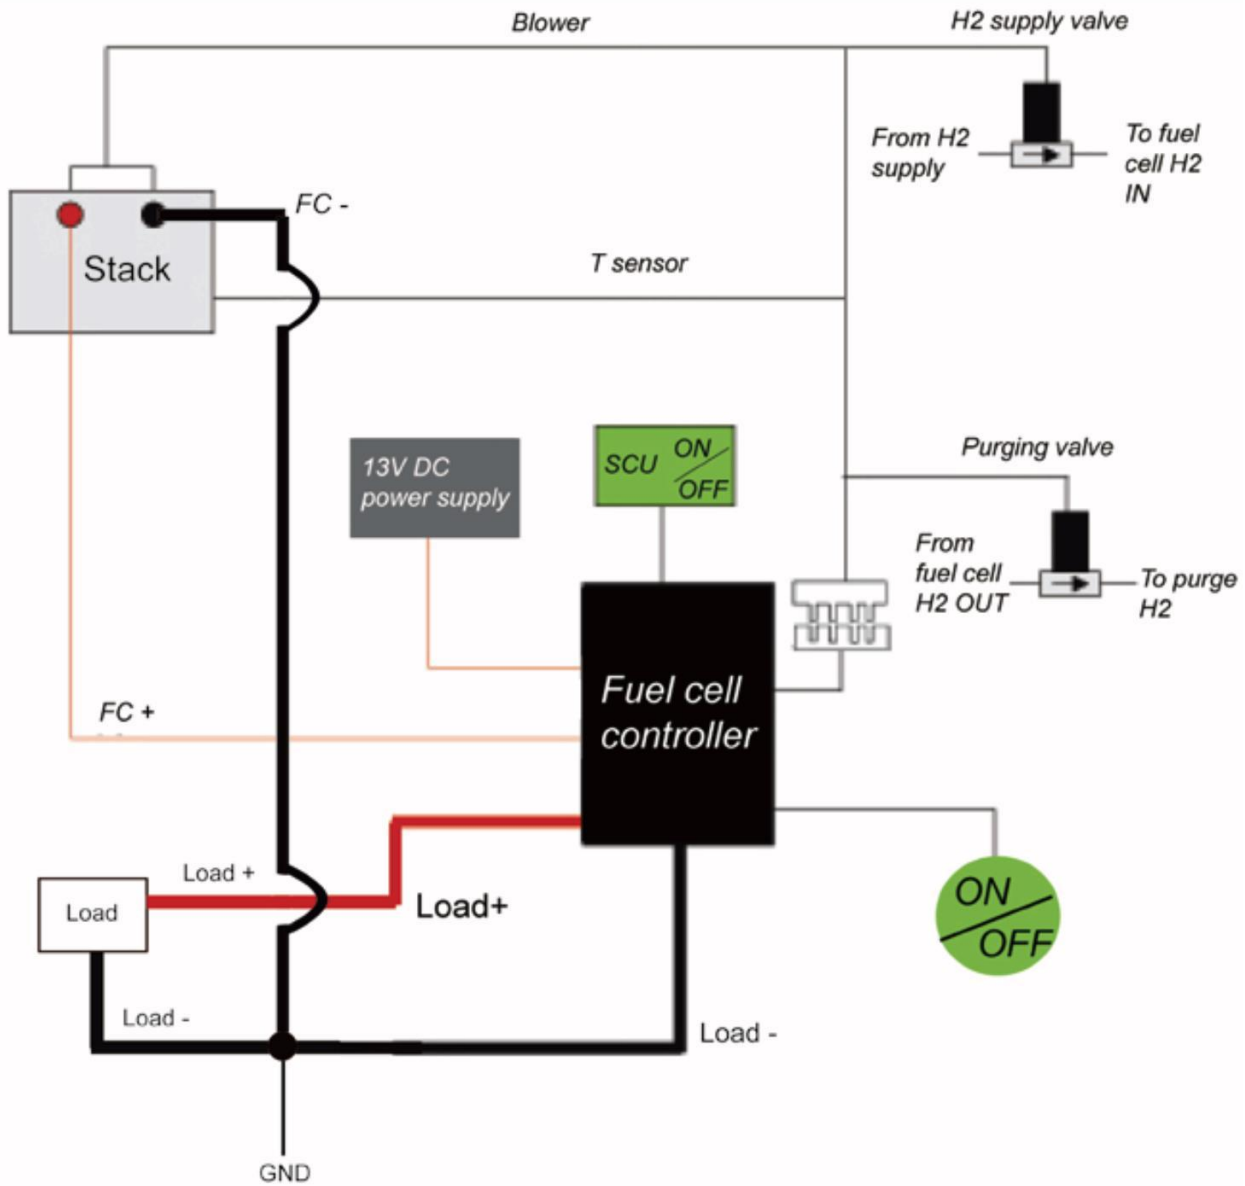 Blower
H2 supply valve
From H2
supply
To fuel
cell H2
IN
FC -
Stack
T sensor
13V DC
power supply
SCU
ON
OFF
Purging valve
From
fuel cell
H2 OUT
To purge
H2
Fuel cell
controller
FC +
Load +
Load+
Load
ON
OFF
Load -
Load -
GND